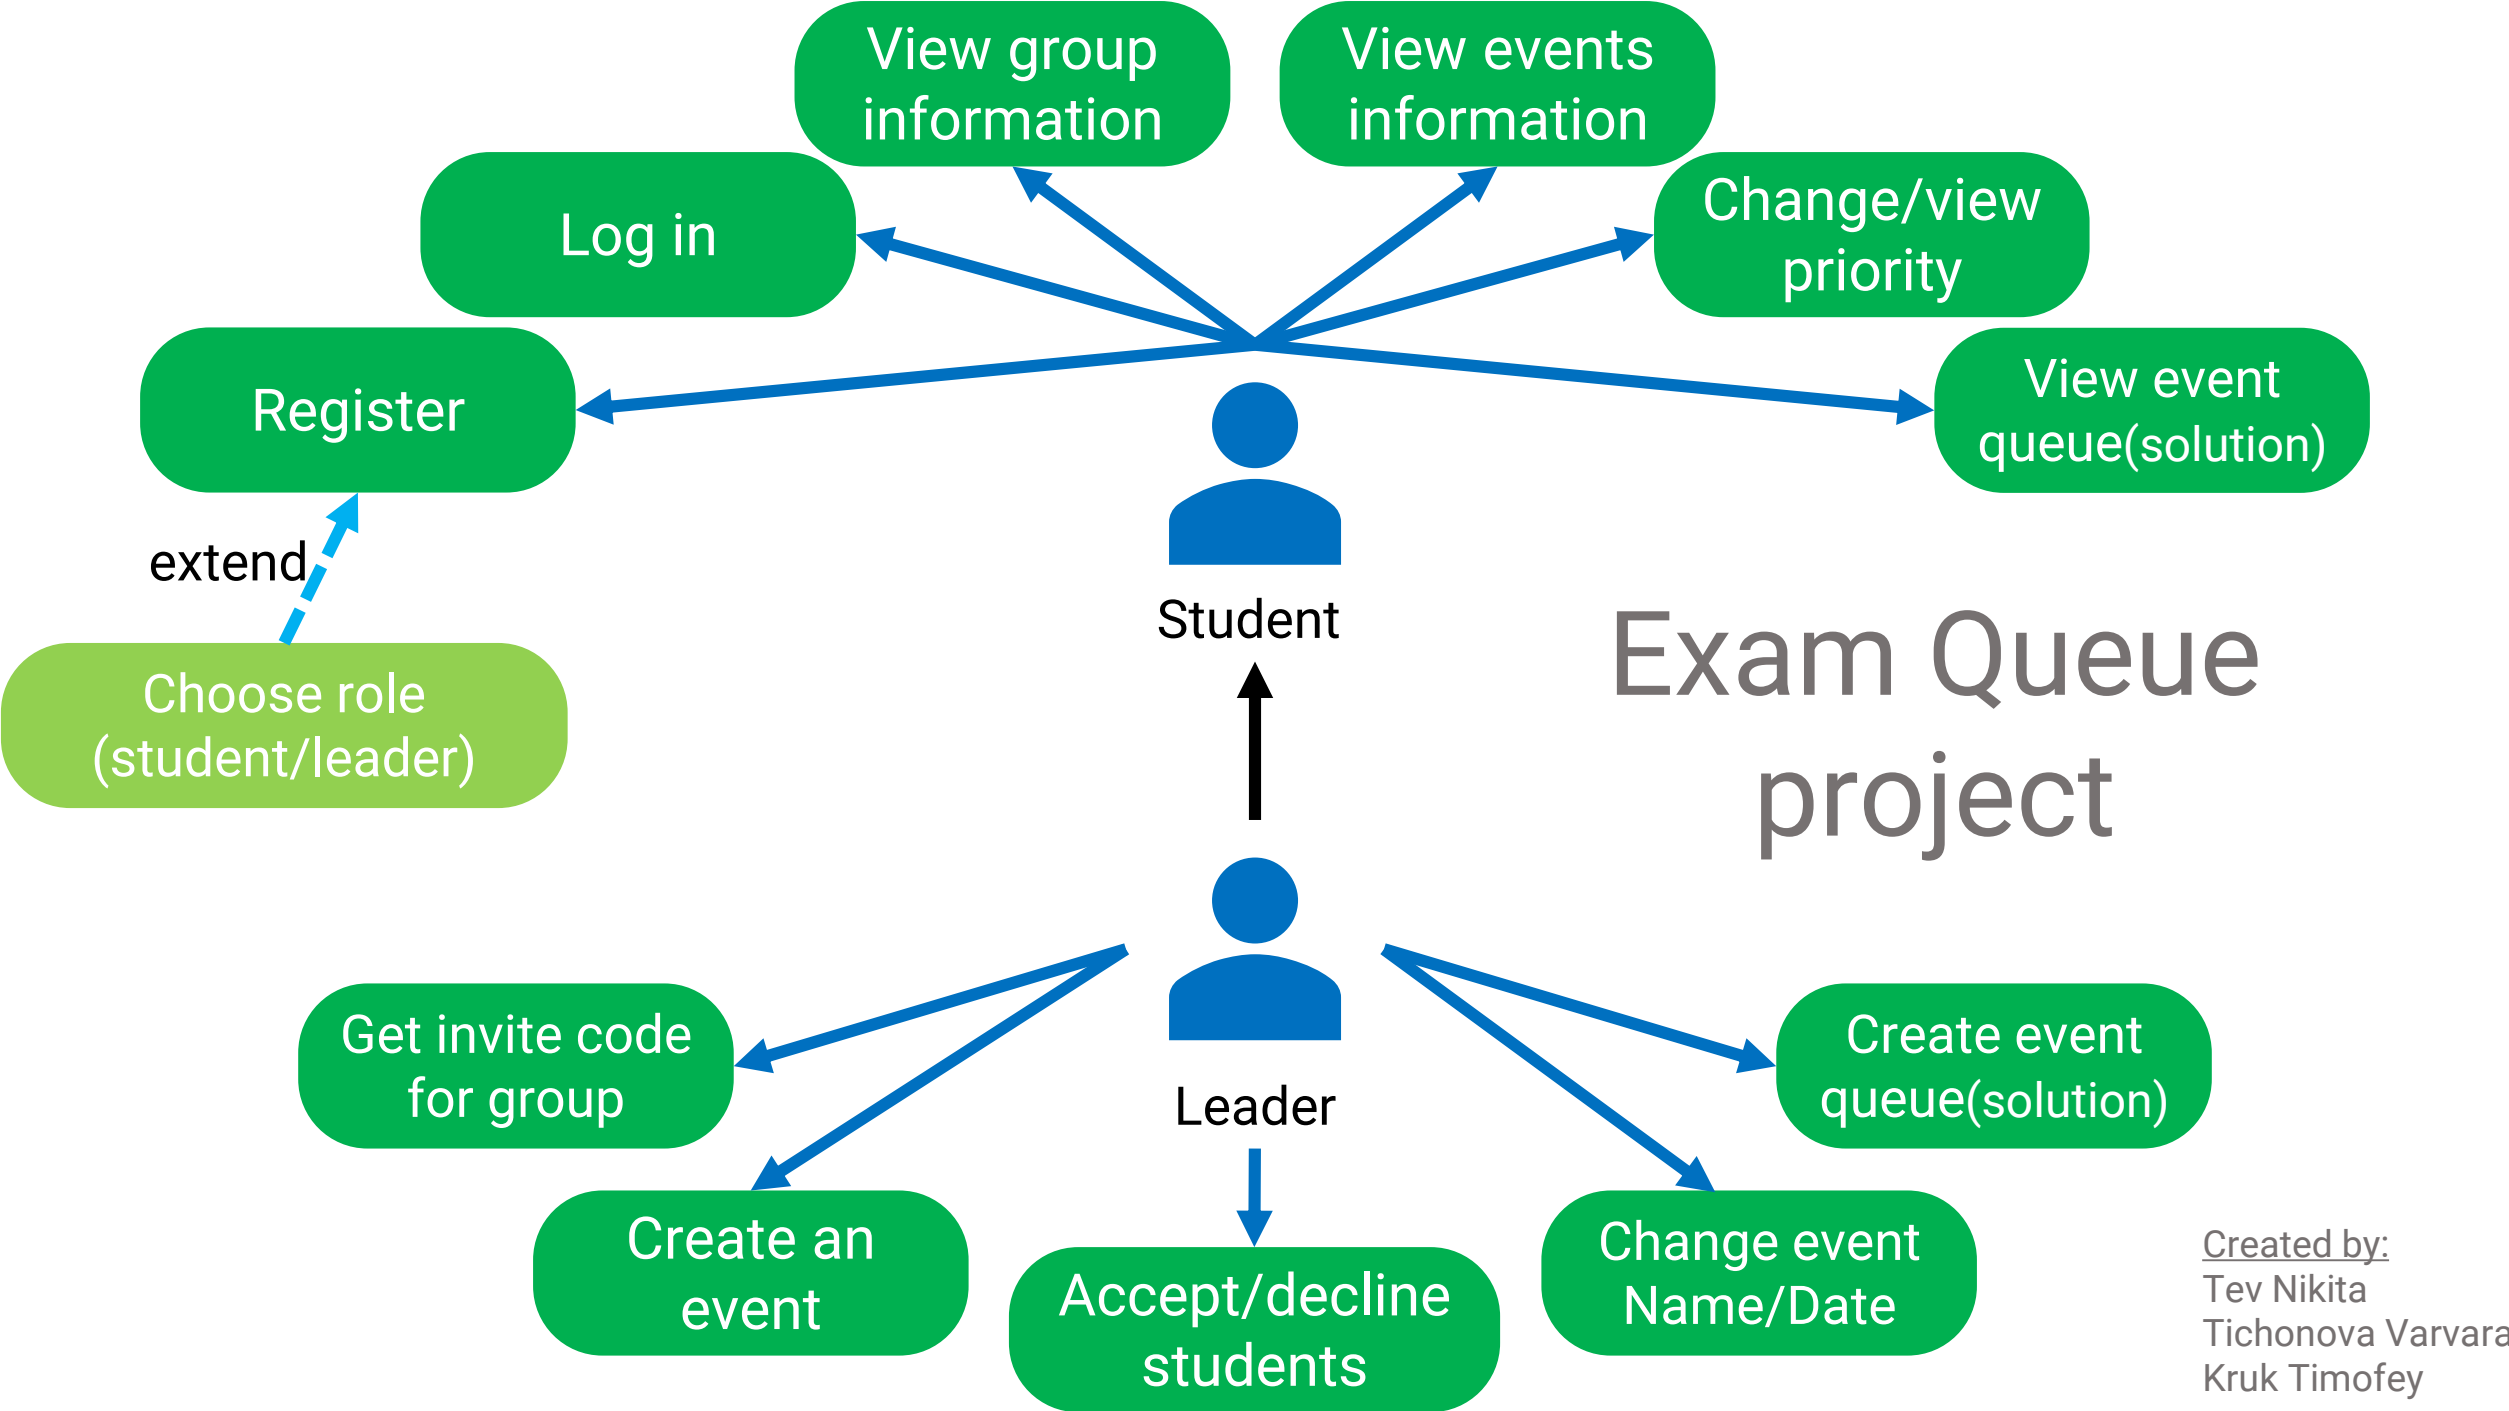 View group
information
View events
information
Log in
Change/view
priority
Register
View event
queue(solution)
extend
Student
Choose role
(student/leader)
Exam Queue
project
Get invite code
for group
Leader
Create event
queue(solution)
Create an
event
Accept/decline
students
Change event
Name/Date
Created by:
Tev Nikita
Tichonova Varvara
Kruk Timofey